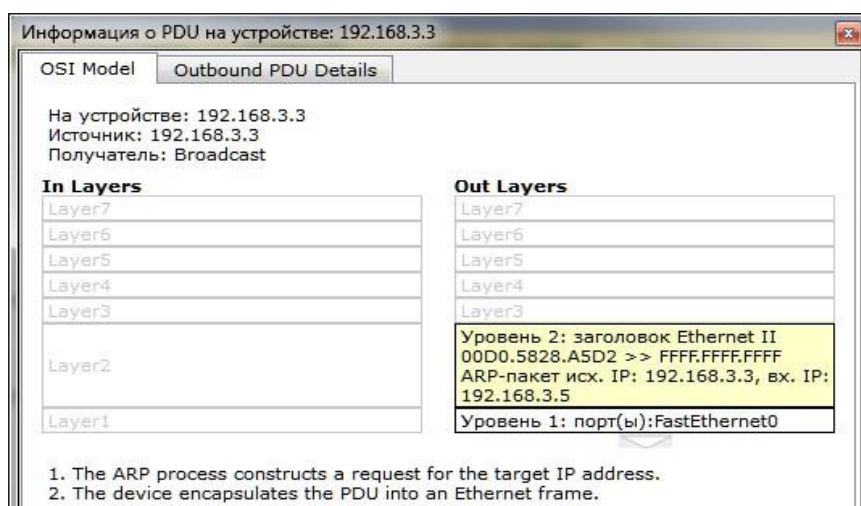 Информация о PDU на устройстве: 192.168.3.3
OSI Model
Outbound PDU Details
На устройстве: 192.168.3.3
Источник: 192.168.3.3
Получатель: Broadcast
In Layers
Layer7
Layer6
Layer5
Layer4
Layer3
Layer2
Layer1
Out Layers
Layer7
Layer6
Layer5
Layer4
Layer3
Уровень 2: заголовок Ethernet II
00D0.5828.A5D2 >> FFFF.FFFF.FFFF
ARP-пакет исх. IP: 192.168.3.3, вх. IP:
192.168.3.5
Уровень 1: порт(ы):FastEthernet0
1. The ARP process constructs a request for the target IP address.
2. The device encapsulates the PDU into an Ethernet frame.